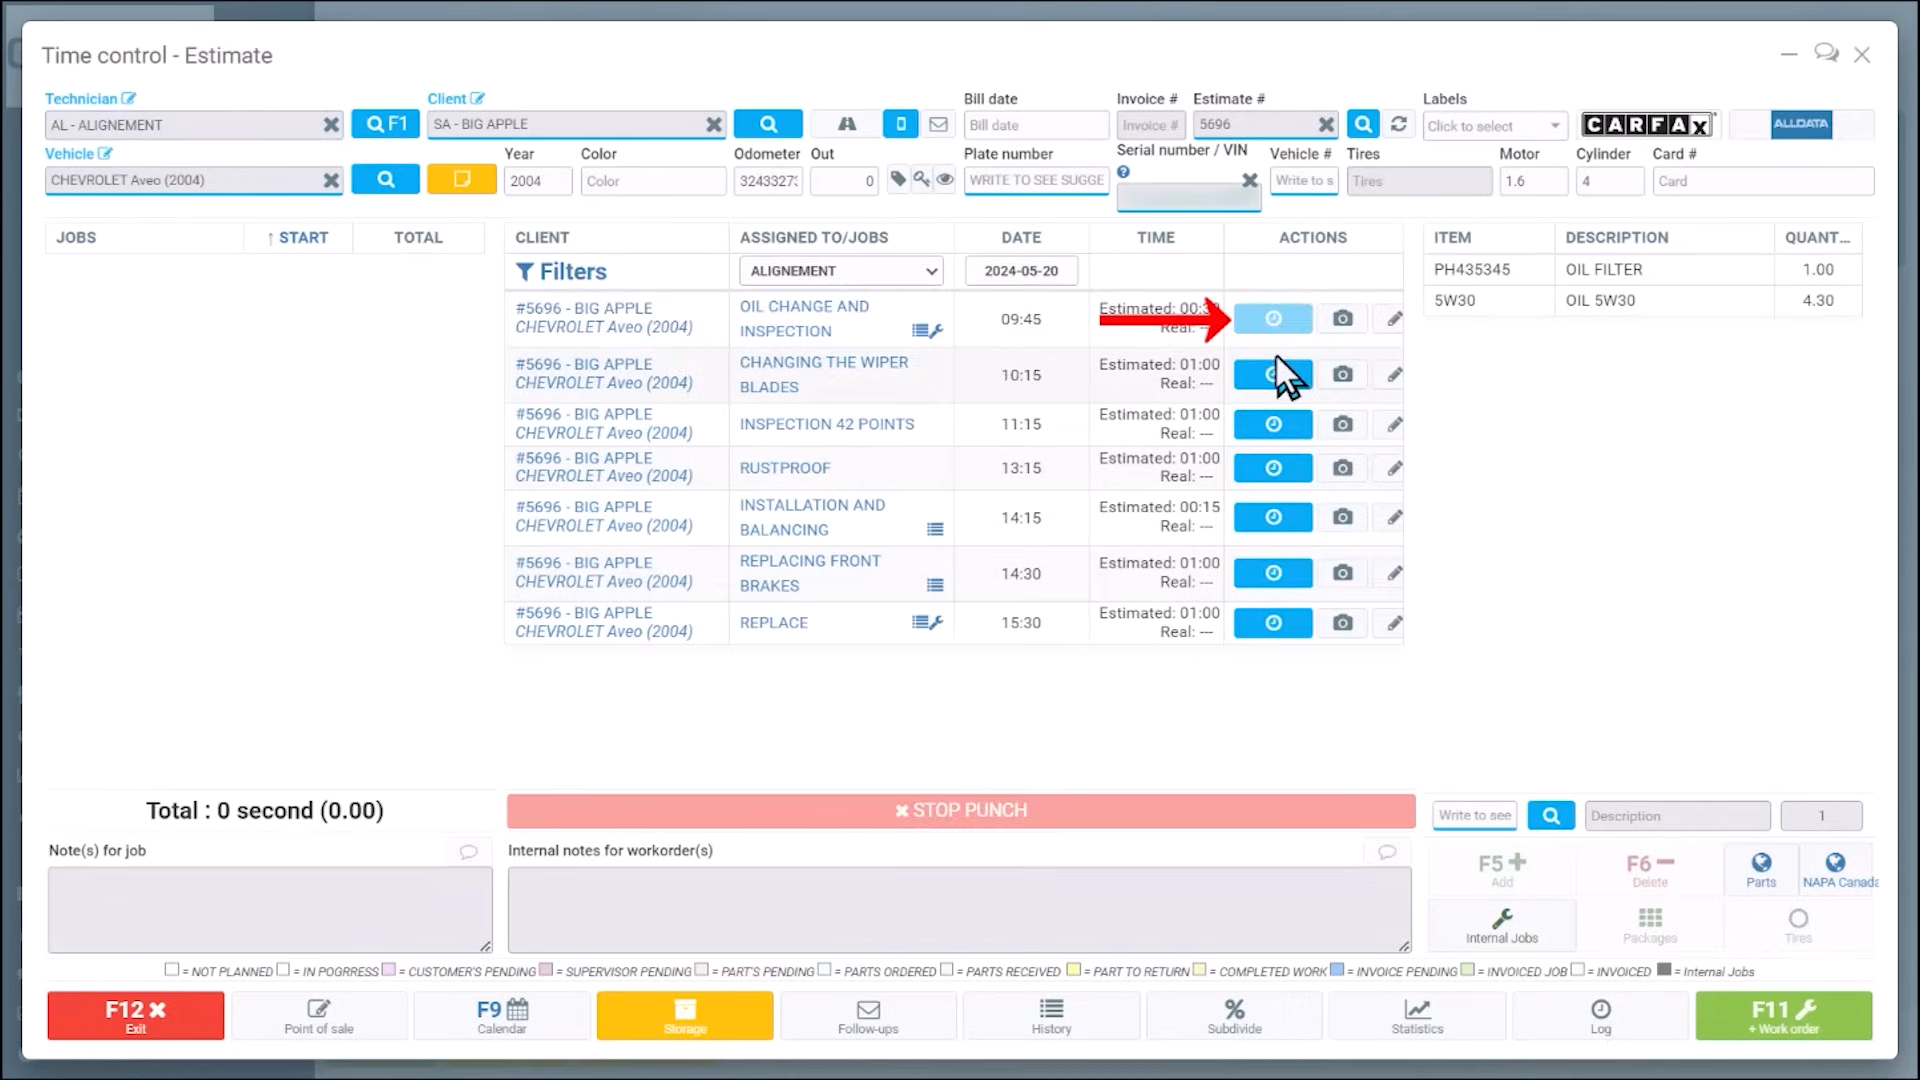 Time control - Estimate
Technician
Client
Bill date
Invoice #
Estimate #
Labels
AL - ALIGNEMENT
F1
SA - BIG APPLE
Bill date
Invoice #
5696
Click to select
CARFAX
ALLDATA
Vehicle
Year
Color
Odometer
Out
Plate number
Serial number / VIN
Vehicle #
Tires
Motor
Cylinder
Card #
CHEVROLET Aveo (2004)
2004
Color
0
WRITE TO SEE SUGGE
Write to s
Tires
1.6
4
Card
JOBS
↑ START
TOTAL
CLIENT
ASSIGNED TO/JOBS
DATE
TIME
ACTIONS
ITEM
DESCRIPTION
QUANT...
Filters
ALIGNEMENT
2024-05-20
PH435345
OIL FILTER
1.00
5W30
OIL 5W30
4.30
#5696 - BIG APPLE
CHEVROLET Aveo (2004)
OIL CHANGE AND
INSPECTION
09:45
Estimated:
Real: ---
#5696 - BIG APPLE
CHEVROLET Aveo (2004)
CHANGING THE WIPER
BLADES
10:15
Estimated: 01:00
Real: ---
#5696 - BIG APPLE
CHEVROLET Aveo (2004)
INSPECTION 42 POINTS
11:15
Estimated: 01:00
Real: ---
#5696 - BIG APPLE
CHEVROLET Aveo (2004)
RUSTPROOF
13:15
Estimated: 01:00
Real: ---
#5696 - BIG APPLE
CHEVROLET Aveo (2004)
INSTALLATION AND
BALANCING
14:15
Estimated: 00:15
Real: ---
#5696 - BIG APPLE
CHEVROLET Aveo (2004)
REPLACING FRONT
BRAKES
14:30
Estimated: 01:00
Real: ---
#5696 - BIG APPLE
CHEVROLET Aveo (2004)
REPLACE
15:30
Estimated: 01:00
Real: ---
Total : 0 second (0.00)
STOP PUNCH
Write to see
Description
1
Note(s) for job
Internal notes for workorder(s)
F5
Add
F6
Delete
Parts
NAPA Canada
Internal Jobs
Packages
Tires
= NOT PLANNED = IN POGRRESS = CUSTOMER'S PENDING = SUPERVISOR PENDING = PART'S PENDING = PARTS ORDERED = PARTS RECEIVED = PART TO RETURN = COMPLETED WORK = INVOICE PENDING = INVOICED JOB = INVOICED = Internal Jobs
F12
Exit
Point of sale
F9
Calendar
Storage
Follow-ups
History
Subdivide
Statistics
Log
F11
+ Work order